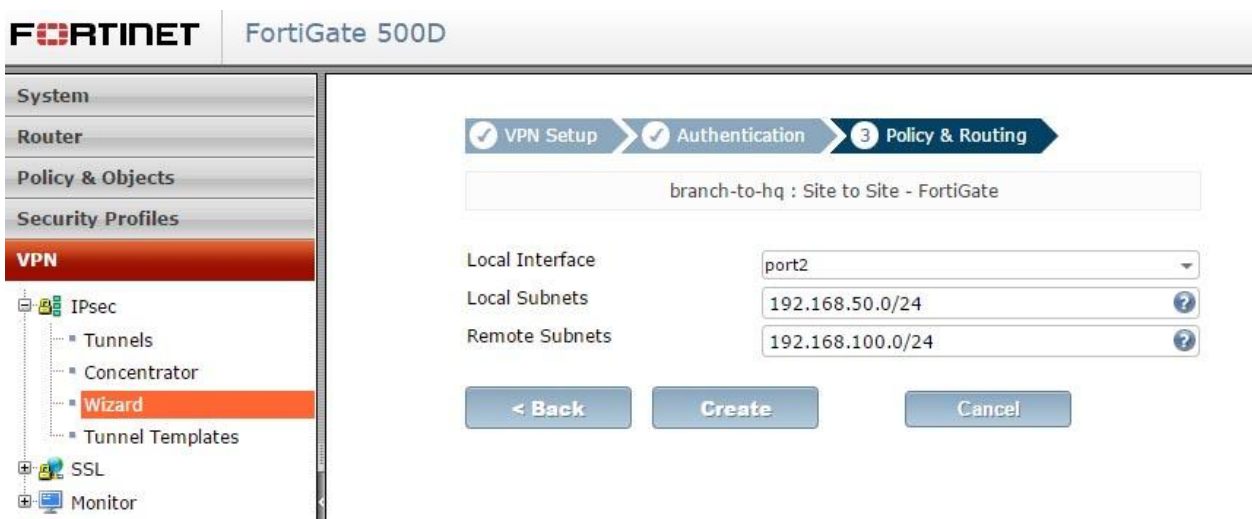 FORTINET FortiGate 500D
System
Router
Policy & Objects
Security Profiles
VPN
IPsec
Tunnels
Concentrator
Wizard
Tunnel Templates
SSL
Monitor
VPN Setup Authentication 3 Policy & Routing
branch-to-hq : Site to Site - FortiGate
Local Interface port2
Local Subnets 192.168.50.0/24
Remote Subnets 192.168.100.0/24
< Back Create Cancel